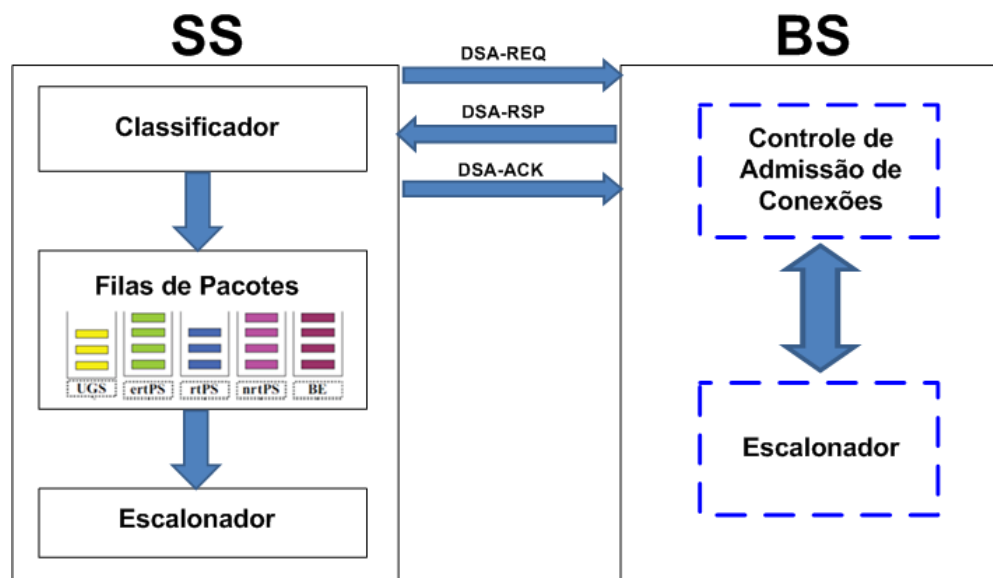 SS
BS
DSA-REQ
DSA-RSP
DSA-ACK
Classificador
Filas de Pacotes
UGS
ertPS
rtPS
nrtPS
BE
Escalonador
Controle de
Admissão de
Conexões
Escalonador